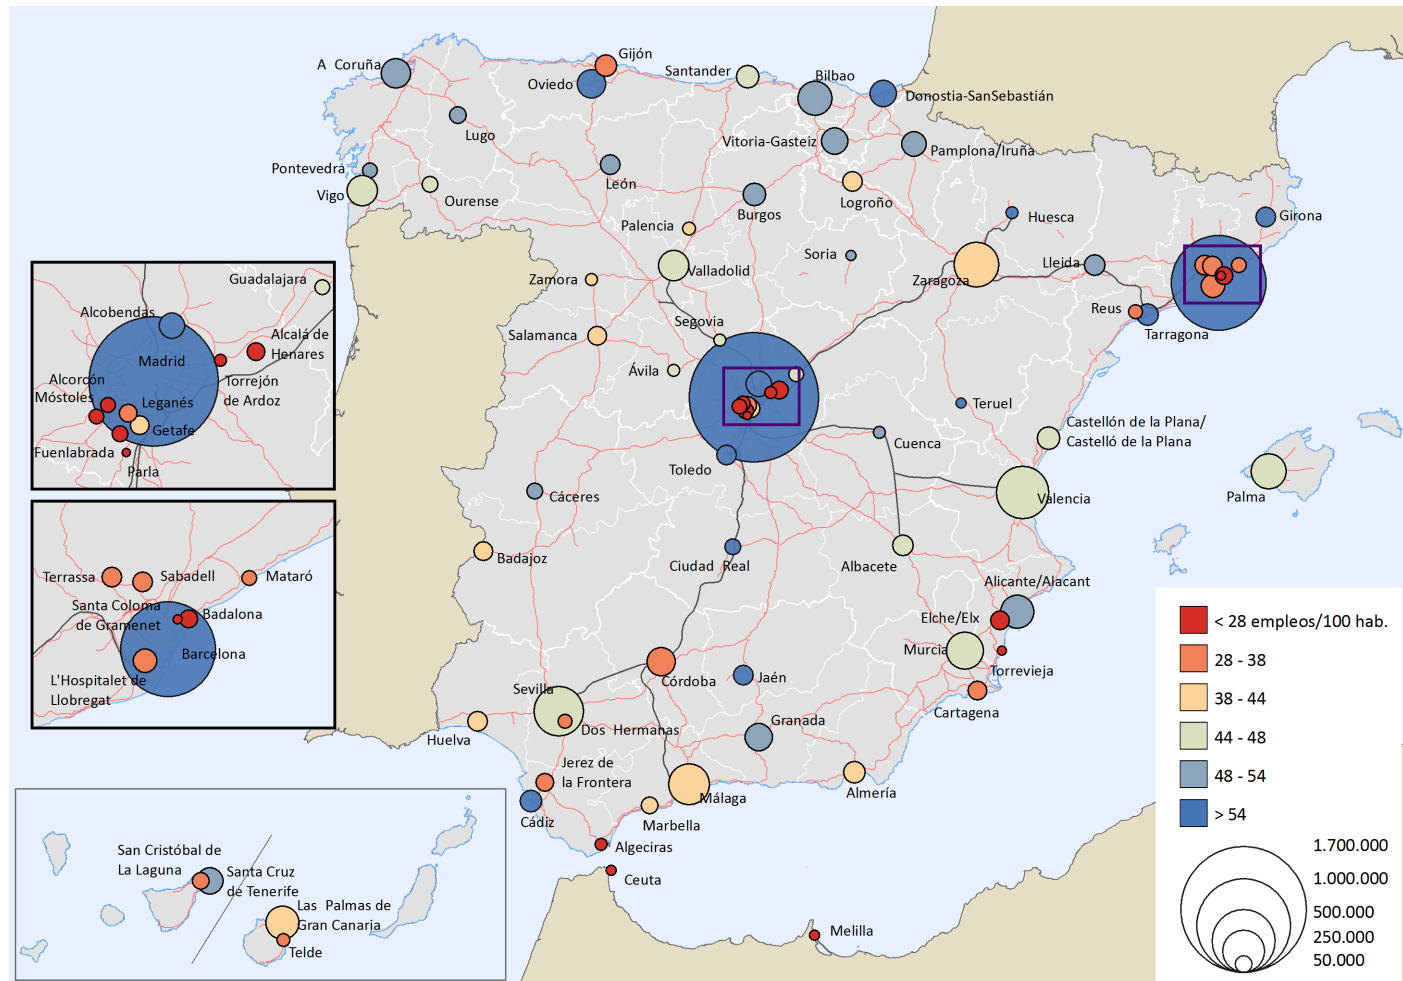 A Coruña
Gijón
Oviedo
Santander
Bilbao
Donostia-SanSebastián
Lugo
Vitoria-Gasteiz
Pamplona/Iruña
Pontevedra
Vigo
Ourense
León
Burgos
Logroño
Palencia
Huesca
Girona
Soria
Valladolid
Zaragoza
Lleida
Zamora
Reus
Tarragona
Salamanca
Segovia
Ávila
Teruel
Castellón de la Plana/
Castelló de la Plana
Cuenca
Toledo
Cáceres
Valencia
Palma
Badajoz
Ciudad Real
Albacete
Alicante/Alacant
Elche/Elx
Murcia
Torrevieja
Cartagena
Córdoba
Jaén
Sevilla
Dos Hermanas
Granada
Huelva
Jerez de
la Frontera
Cádiz
Málaga
Marbella
Almería
Algeciras
Ceuta
Melilla
Guadalajara
Alcobendas
Alcalá de
Henares
Madrid
Torrejón
de Ardoz
Alcorcón
Móstoles
Leganés
Getafe
Fuenlabrada
Parla
Terrassa
Sabadell
Mataró
Santa Coloma
de Gramenet
Badalona
Barcelona
L'Hospitalet de
Llobregat
San Cristóbal de
La Laguna
Santa Cruz
de Tenerife
Las Palmas de
Gran Canaria
Telde
< 28 empleos/100 hab.
28 - 38
38 - 44
44 - 48
48 - 54
> 54
1.700.000
1.000.000
500.000
250.000
50.000